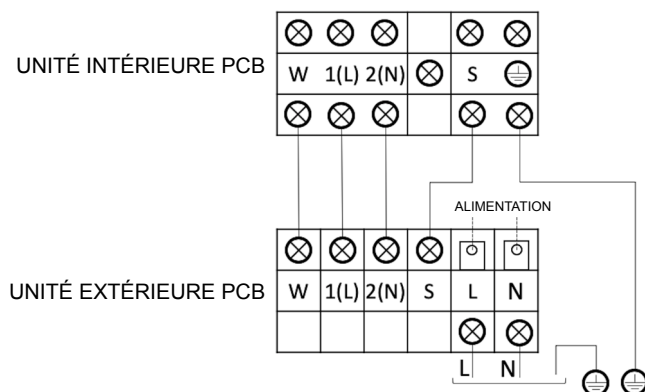 UNITÉ INTÉRIEURE PCB
W 1(L) 2(N) S
ALIMENTATION
UNITÉ EXTÉRIEURE PCB
W 1(L) 2(N) S L N
L N